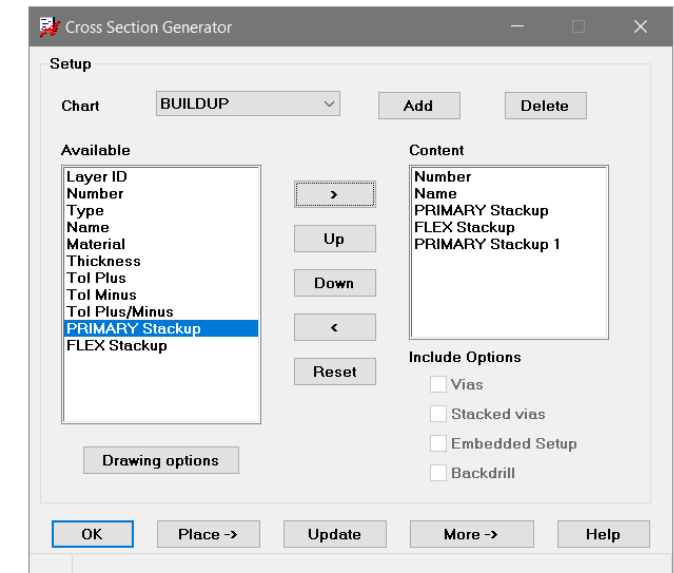 Cross Section Generator
Setup
Chart BUILDUP Add Delete
Available
Layer ID
Number
Type
Name
Material
Thickness
Tol Plus
Tol Minus
Tol Plus/Minus
PRIMARY Stackup
FLEX Stackup
>
Up
Down
<
Reset
Content
Number
Name
PRIMARY Stackup
FLEX Stackup
PRIMARY Stackup 1
Include Options
Vias
Stacked vias
Embedded Setup
Backdrill
Drawing options
OK Place -> Update More -> Help